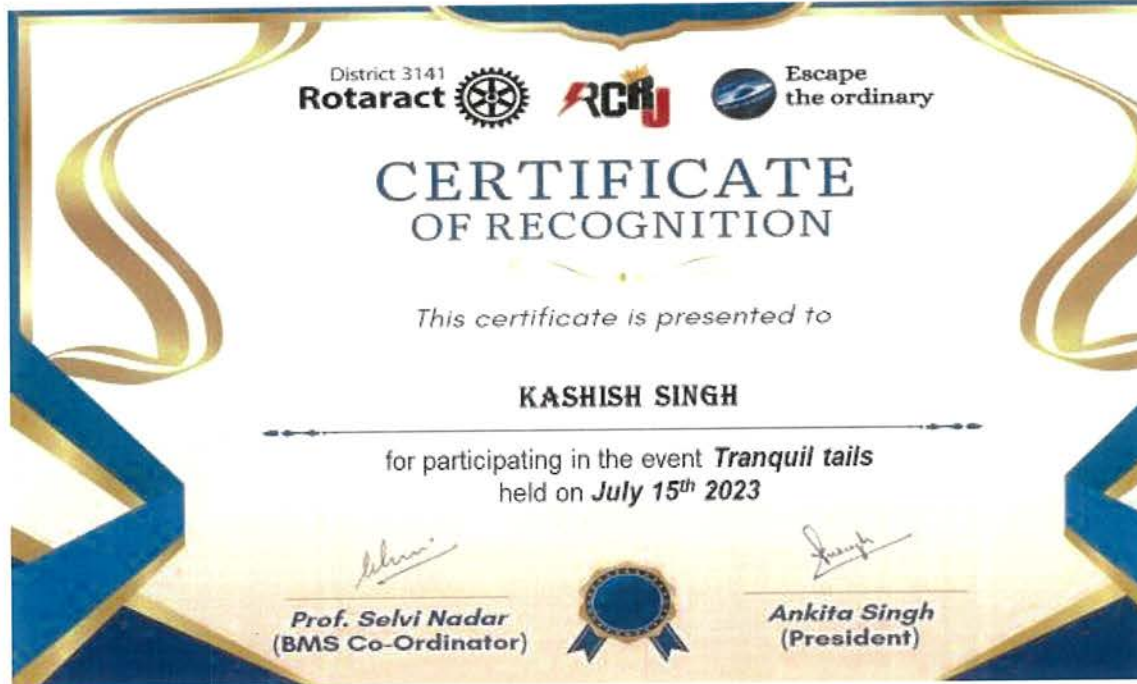 District 3141
Rotaract
RCRJ
Escape
the ordinary
CERTIFICATE
OF RECOGNITION
This certificate is presented to
KASHISH SINGH
for participating in the event Tranquil tails
held on July 15th 2023
Prof. Selvi Nadar
(BMS Co-Ordinator)
Ankita Singh
(President)